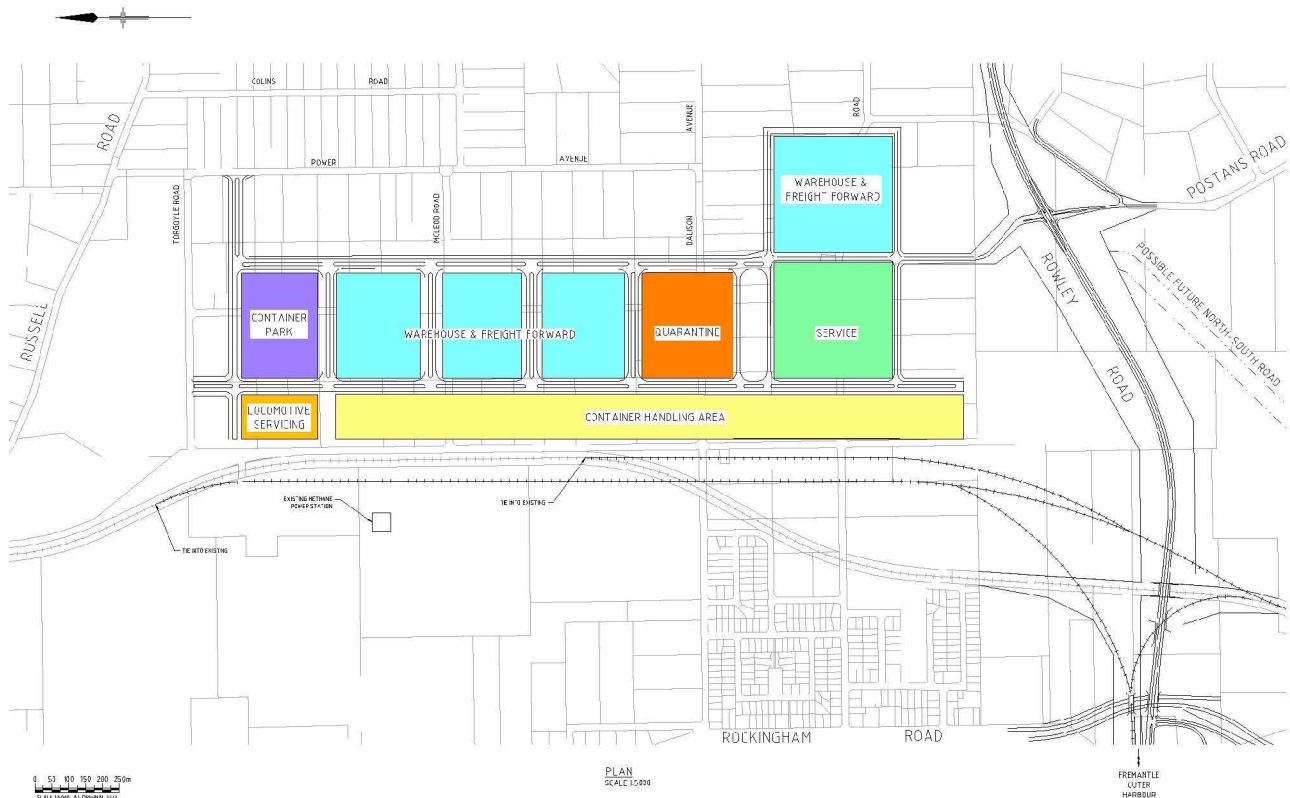 COLINS ROAD
ROAD
AVENUE
ROAD
POWER AVENUE
TORGOYLE ROAD
MCLEOD ROAD
DALISON
WAREHOUSE &
FREIGHT FORWARD
POSTANS ROAD
POSSIBLE FUTURE NORTH-SOUTH ROAD
RUSSELL
CONTAINER
PARK
WAREHOUSE & FREIGHT FORWARD
QUARANTINE
SERVICE
ROWLEY
ROAD
LOCOMOTIVE
SERVICING
CONTAINER HANDLING AREA
EXISTING METHANE
POWER STATION
TIE INTO EXISTING
TIE INTO EXISTING
ROCKINGHAM ROAD
PLAN
SCALE 1:5000
0 50 100 150 200 250m
FREMANTLE
OUTER
HARBOUR